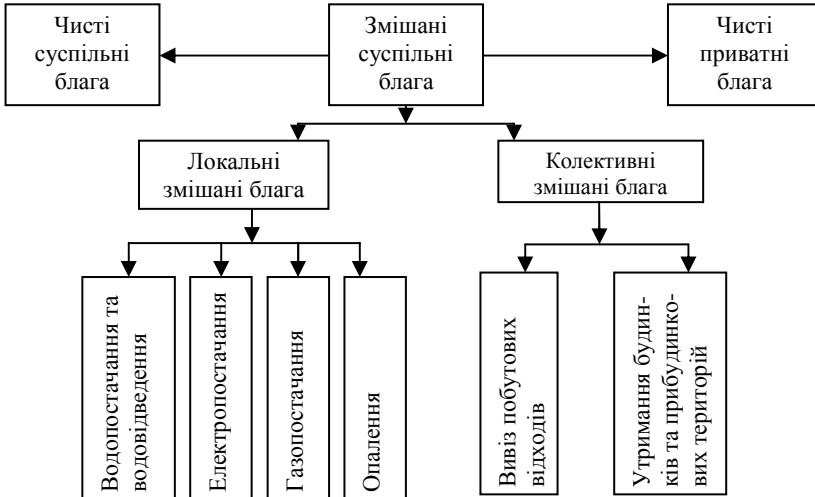 Чисті
суспільні
блага
Змішані
суспільні
блага
Чисті
приватні
блага
Локальні
змішані блага
Колективні
змішані блага
Водопостачання та
водовідведення
Електропостачання
Газопостачання
Опалення
Вивіз побутових
відходів
Утримання будин-
ків та прибудинко-
вих територій